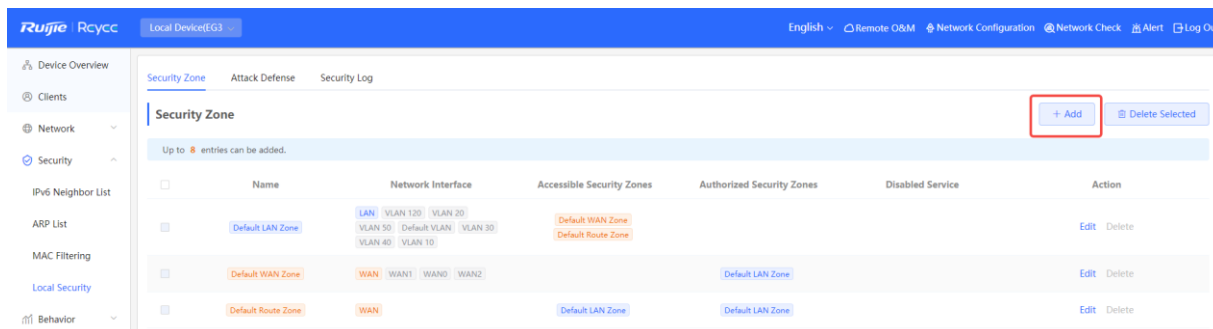 Ruijie | Rcycc
Local Device(EG3
English
Remote O&M
Network Configuration
Network Check
Alert
Device Overview
Clients
Network
Security
IPv6 Neighbor List
ARP List
MAC Filtering
Local Security
Behavior
Security Zone Attack Defense Security Log
Security Zone
+ Add
Delete Selected
Up to 8 entries can be added.
Name Network Interface Accessible Security Zones Authorized Security Zones Disabled Service Action
Default LAN Zone
LAN VLAN 120 VLAN 20
VLAN 50 Default VLAN VLAN 30
VLAN 40 VLAN 10
Default WAN Zone
Default Route Zone
Edit Delete
Default WAN Zone WAN WAN1 WAN0 WAN2 Default LAN Zone Edit Delete
Default Route Zone WAN Default LAN Zone Default LAN Zone Edit Delete